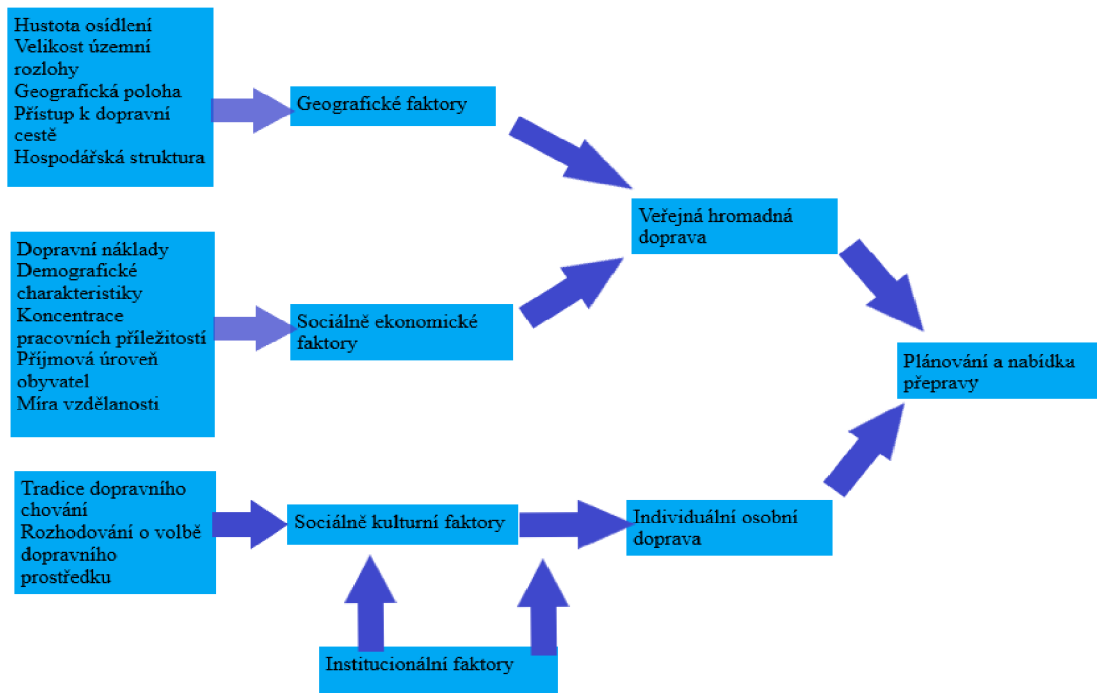 Hustota osídlení
Velikost územní
rozlohy
Geografická poloha
Přístup k dopravní
cestě
Hospodářská struktura
Geografické faktory
Veřejná hromadná
doprava
Dopravní náklady
Demografické
charakteristiky
Koncentrace
pracovních příležitostí
Příjmová úroveň
obyvatel
Míra vzdělanosti
Sociálně ekonomické
faktory
Plánování a nabídka
přepravy
Tradice dopravního
chování
Rozhodování o volbě
dopravního
prostředku
Sociálně kulturní faktory
Individuální osobní
doprava
Institucionální faktory